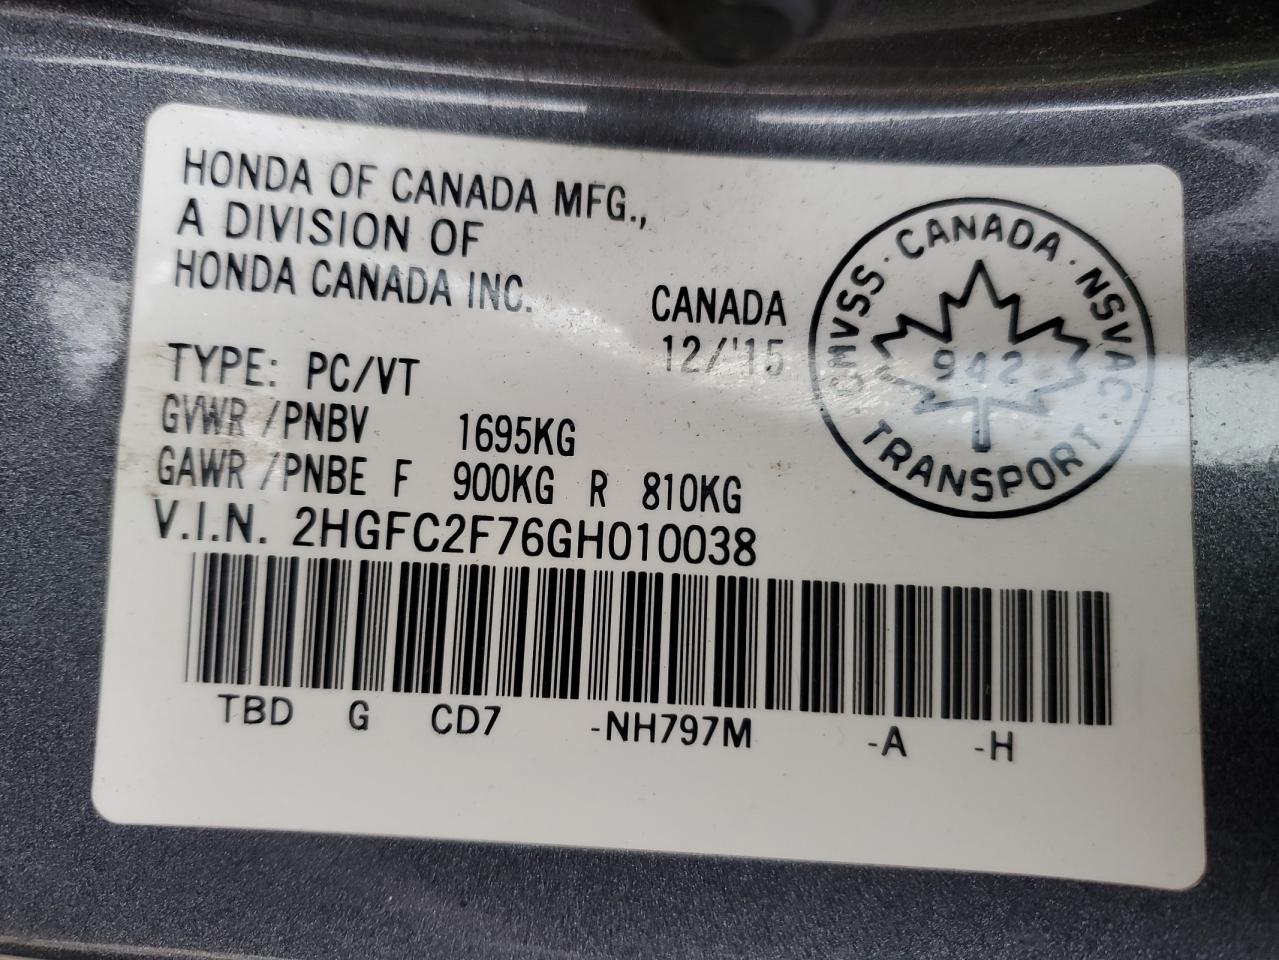 HONDA OF CANADA MFG.,
A DIVISION OF
HONDA CANADA INC.
CANADA
12/'15
TYPE: PC/VT
GVWR /PNBV 1695KG
GAWR /PNBE F 900KG R 810KG
V.I.N. 2HGFC2F76GH010038
TBD G CD7 -NH797M -A -H
CMVSS · CANADA · NSVAC ·
942
TRANSPORT